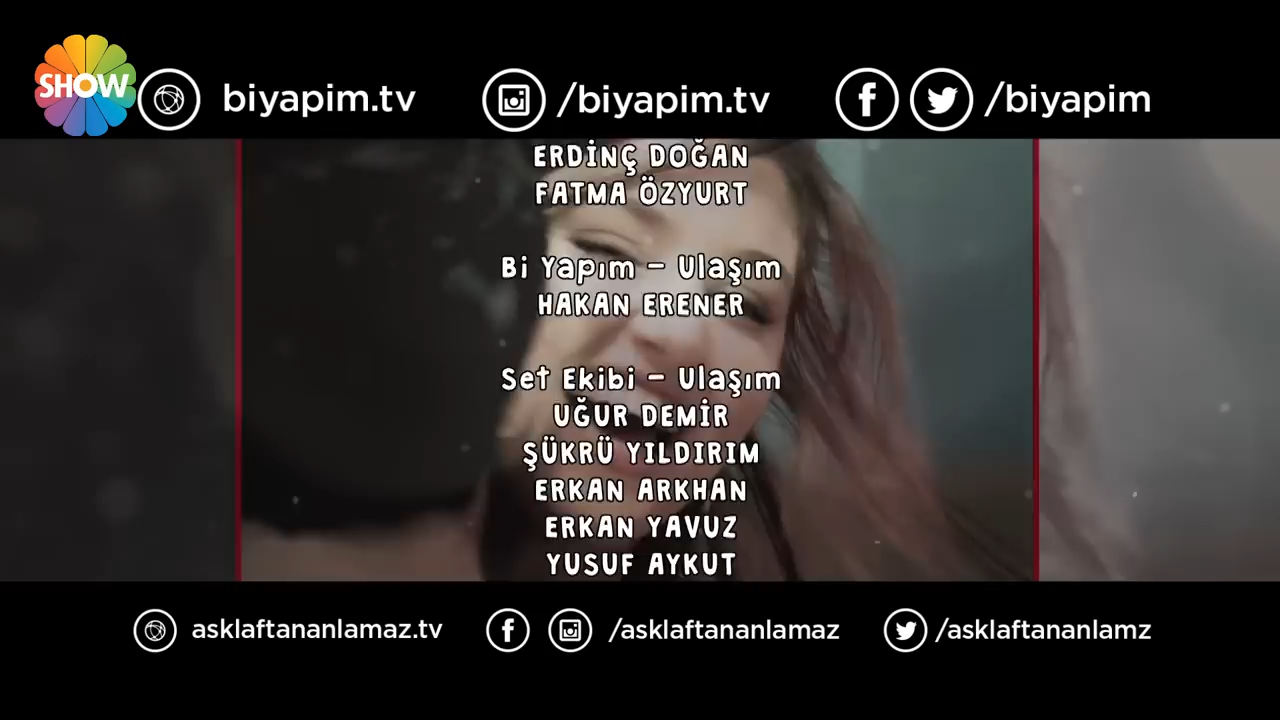 SHOW
biyapim.tv
/biyapim.tv
/biyapim
ERDİNÇ DOĞAN
FATMA ÖZYURT
Bi Yapım – Ulaşım
HAKAN ERENER
Set Ekibi – Ulaşım
UĞUR DEMİR
ŞÜKRÜ YILDIRIM
ERKAN ARKHAN
ERKAN YAVUZ
YUSUF AYKUT
asklaftananlamaz.tv
/asklaftananlamaz
/asklaftananlamz